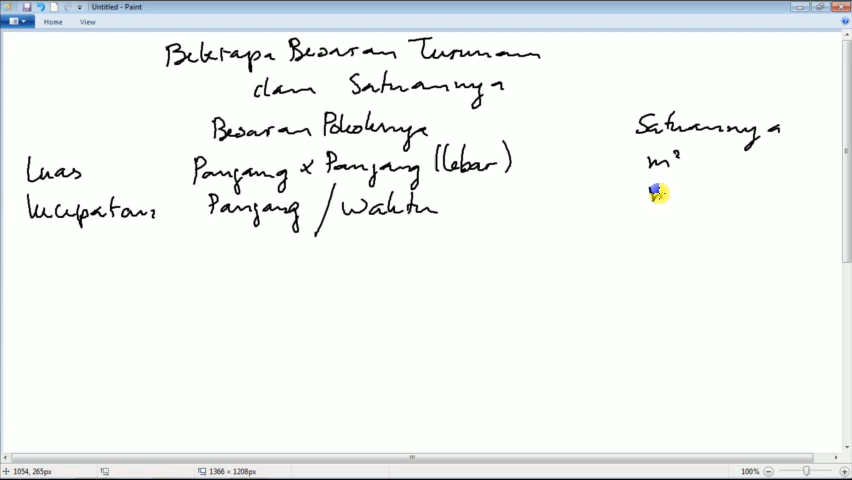 Untitled - Paint
Home View
Beberapa Besaran Turunan
dan Satuannya
Besaran Pokoknya Satuannya
Luas Panjang x Panjang (lebar) m²
kecepatan: Panjang / Waktu
1054, 265px 1366 × 1208px 100%